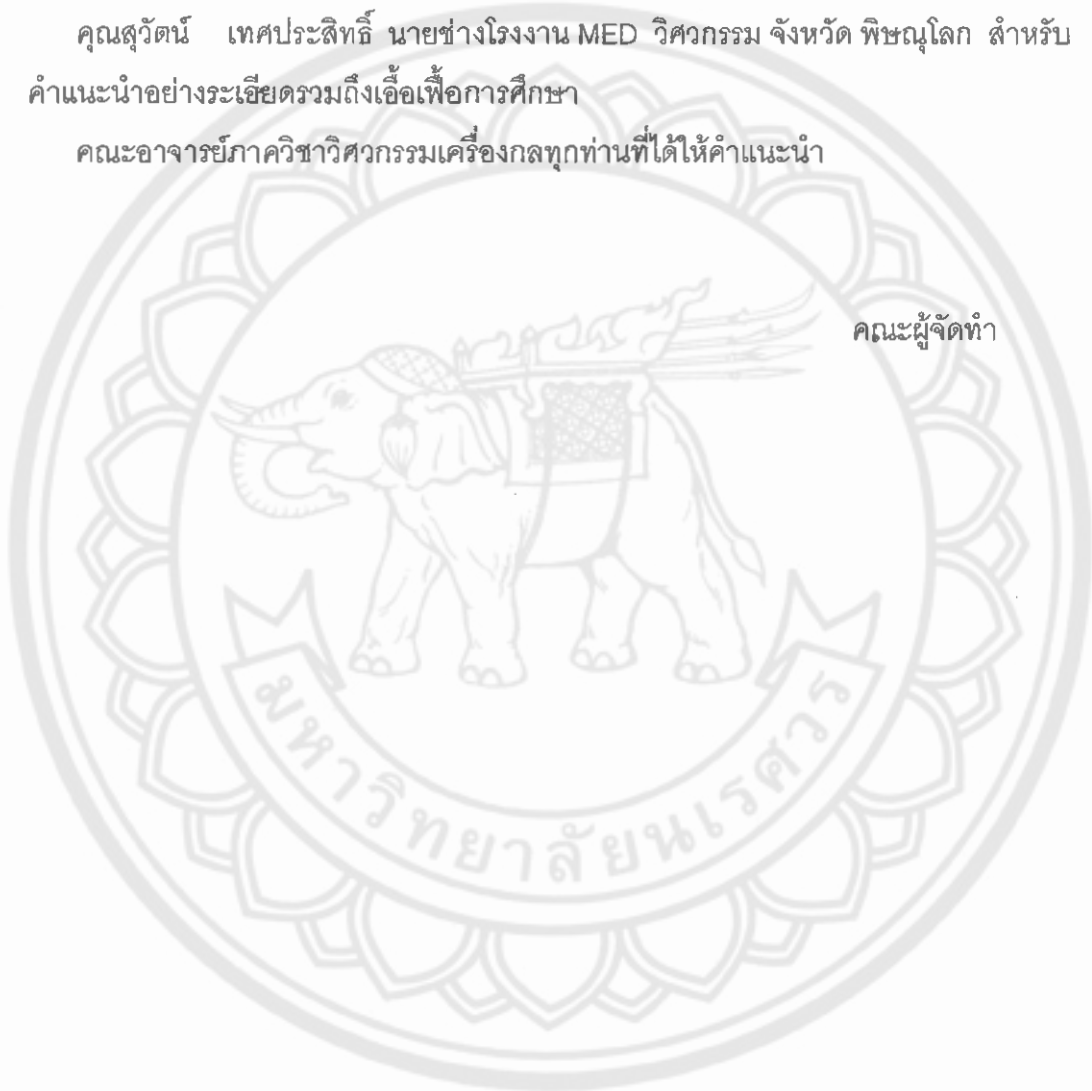 คุณสุวัตน์ เทศประสิทธิ์ นายช่างโรงงาน MED วิศวกรรม จังหวัด พิษณุโลก สำหรับ
คำแนะนำอย่างระเอียดรวมถึงเอื้อเฟื้อการศึกษา
คณะอาจารย์ภาควิชาวิศวกรรมเครื่องกลทุกท่านที่ได้ให้คำแนะนำ
คณะผู้จัดทำ
มหาวิทยาลัยนเรศวร